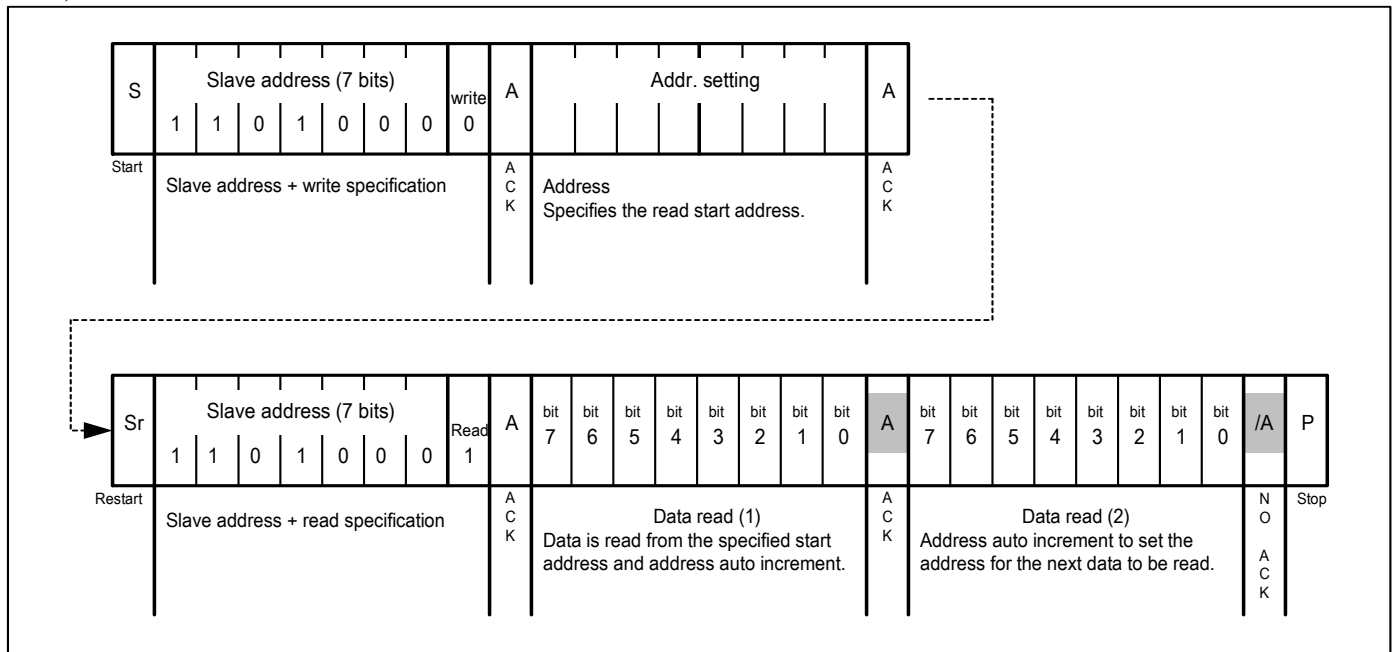 S Slave address (7 bits) write A Addr. setting A
1 1 0 1 0 0 0 0
Start
Slave address + write specification
A
C
K
Address
Specifies the read start address.
A
C
K
Sr Slave address (7 bits) Read A bit bit bit bit bit bit bit bit A bit bit bit bit bit bit bit bit /A P
1 1 0 1 0 0 0 1 7 6 5 4 3 2 1 0 7 6 5 4 3 2 1 0
Restart
Slave address + read specification
A
C
K
Data read (1)
Data is read from the specified start
address and address auto increment.
A
C
K
Data read (2)
Address auto increment to set the
address for the next data to be read.
N
O
A
C
K
Stop